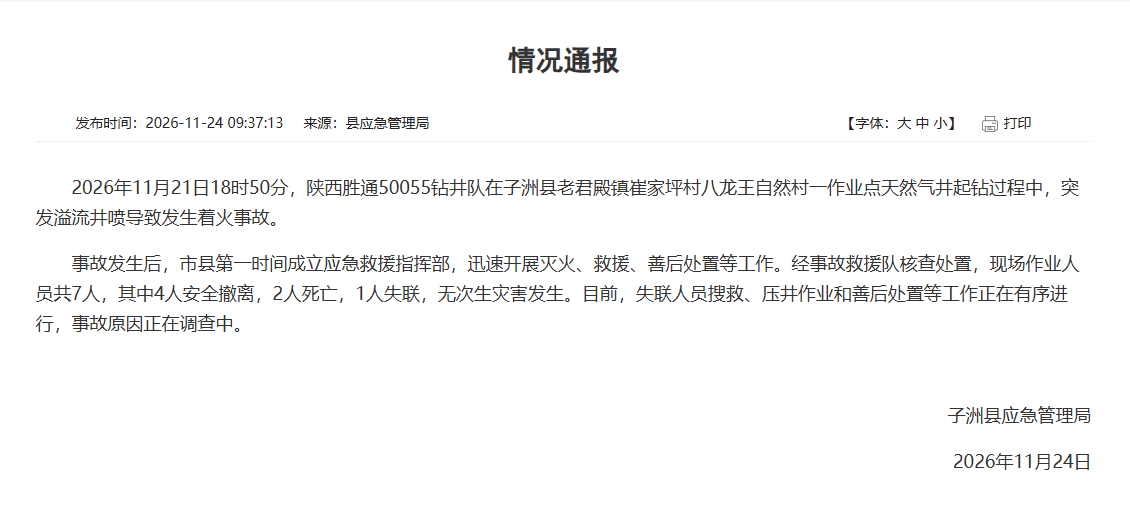 情况通报
发布时间：2026-11-24 09:37:13 来源：县应急管理局 【字体：大 中 小】 打印
2026年11月21日18时50分，陕西胜通50055钻井队在子洲县老君殿镇崔家坪村八龙王自然村一作业点天然气井起钻过程中，突
发溢流井喷导致发生着火事故。
事故发生后，市县第一时间成立应急救援指挥部，迅速开展灭火、救援、善后处置等工作。经事故救援队核查处置，现场作业人
员共7人，其中4人安全撤离，2人死亡，1人失联，无次生灾害发生。目前，失联人员搜救、压井作业和善后处置等工作正在有序进
行，事故原因正在调查中。
子洲县应急管理局
2026年11月24日